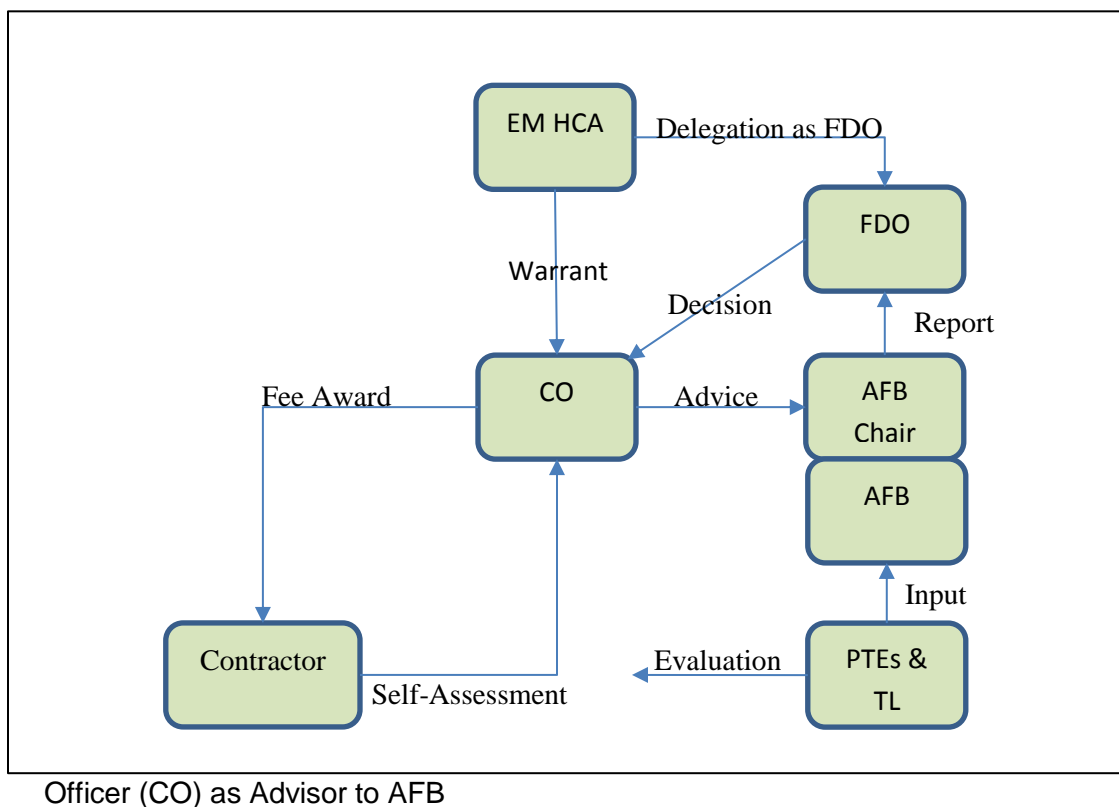 EM HCA
Delegation as FDO
FDO
Warrant
Decision
Report
Fee Award
CO
Advice
AFB
Chair
AFB
Input
Contractor
Self-Assessment
Evaluation
PTEs &
TL
Officer (CO) as Advisor to AFB